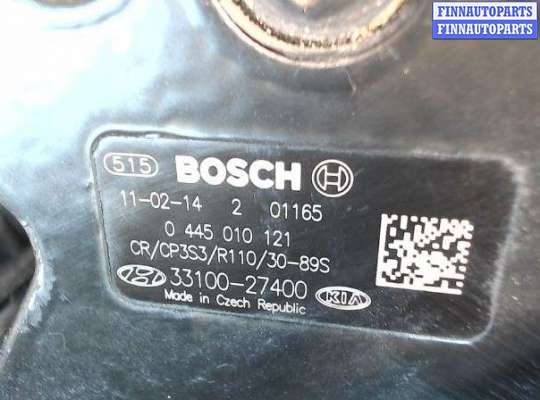 FINNAUTOPARTS
FINNAUTOPARTS
515 BOSCH
11-02-14 2 01165
0 445 010 121
CR/CP3S3/R110/30-89S
33100-27400 KIA
Made in Czech Republic